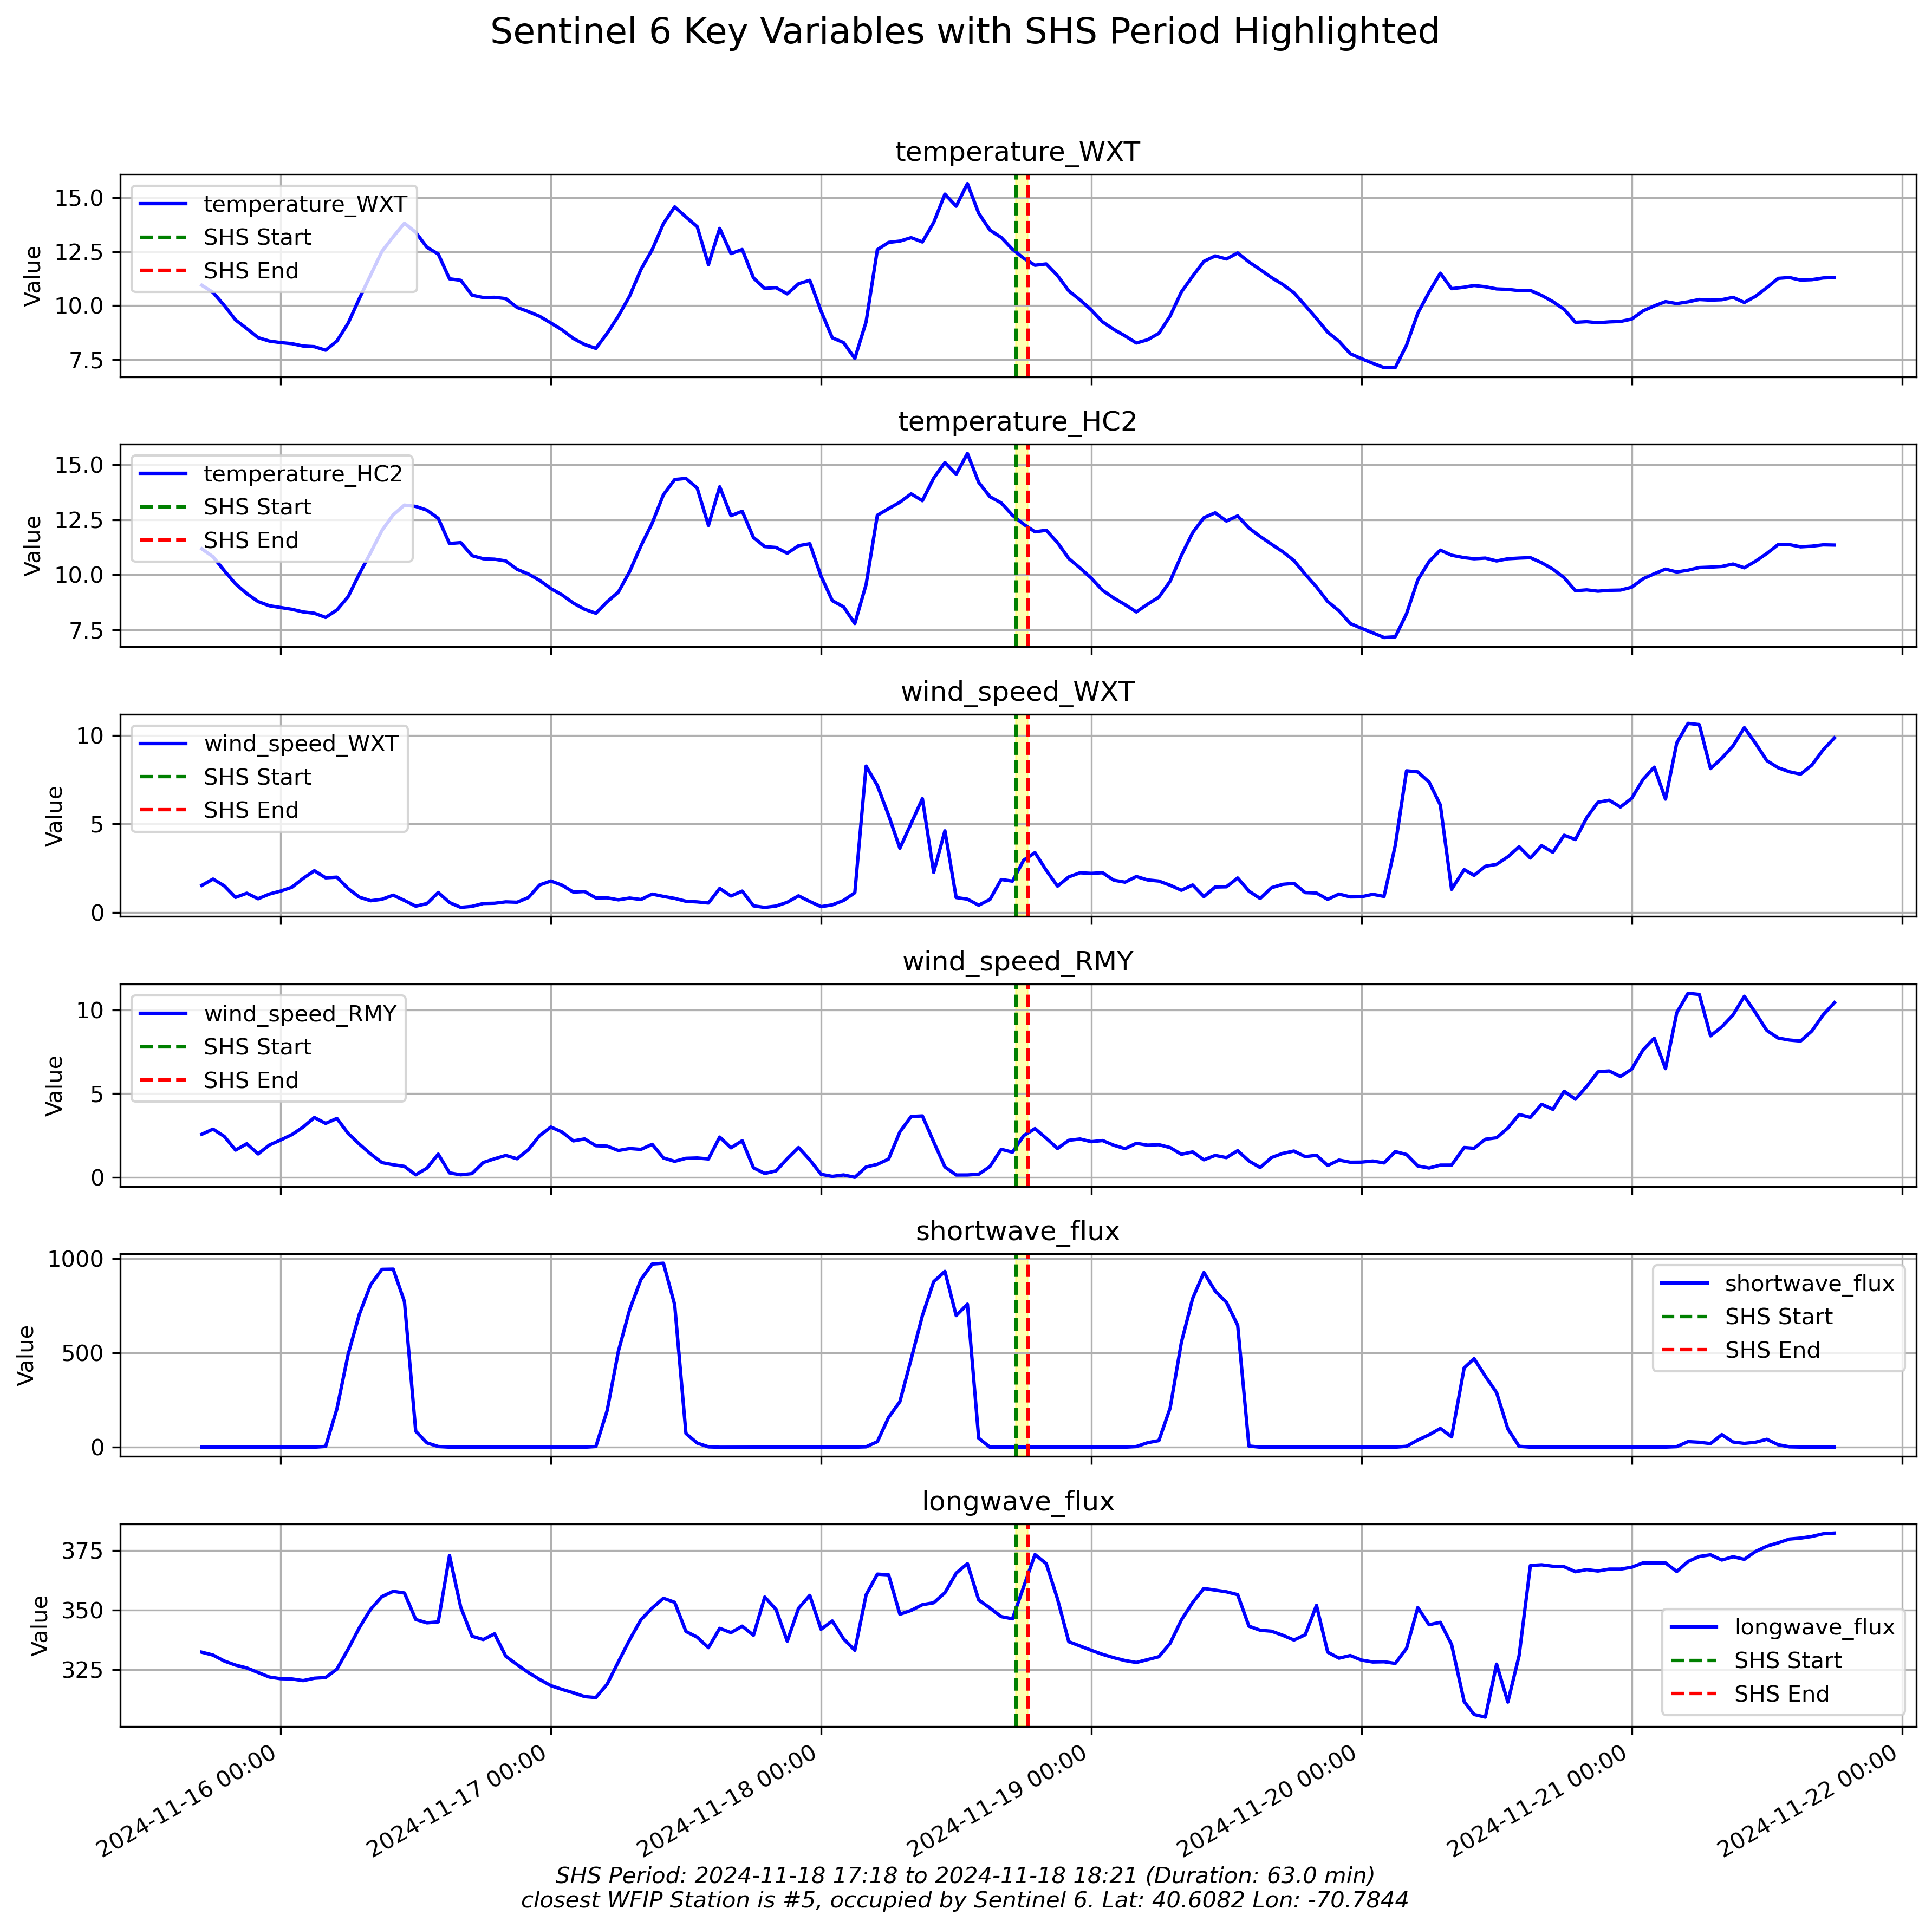 Sentinel 6 Key Variables with SHS Period Highlighted
temperature_WXT
Value
15.0
12.5
10.0
7.5
temperature_WXT
SHS Start
SHS End
temperature_HC2
Value
15.0
12.5
10.0
7.5
temperature_HC2
SHS Start
SHS End
wind_speed_WXT
Value
10
5
0
wind_speed_WXT
SHS Start
SHS End
wind_speed_RMY
Value
10
5
0
wind_speed_RMY
SHS Start
SHS End
shortwave_flux
Value
1000
500
0
shortwave_flux
SHS Start
SHS End
longwave_flux
Value
375
350
325
longwave_flux
SHS Start
SHS End
2024-11-16 00:00
2024-11-17 00:00
2024-11-18 00:00
2024-11-19 00:00
2024-11-20 00:00
2024-11-21 00:00
2024-11-22 00:00
SHS Period: 2024-11-18 17:18 to 2024-11-18 18:21 (Duration: 63.0 min)
closest WFIP Station is #5, occupied by Sentinel 6. Lat: 40.6082 Lon: -70.7844